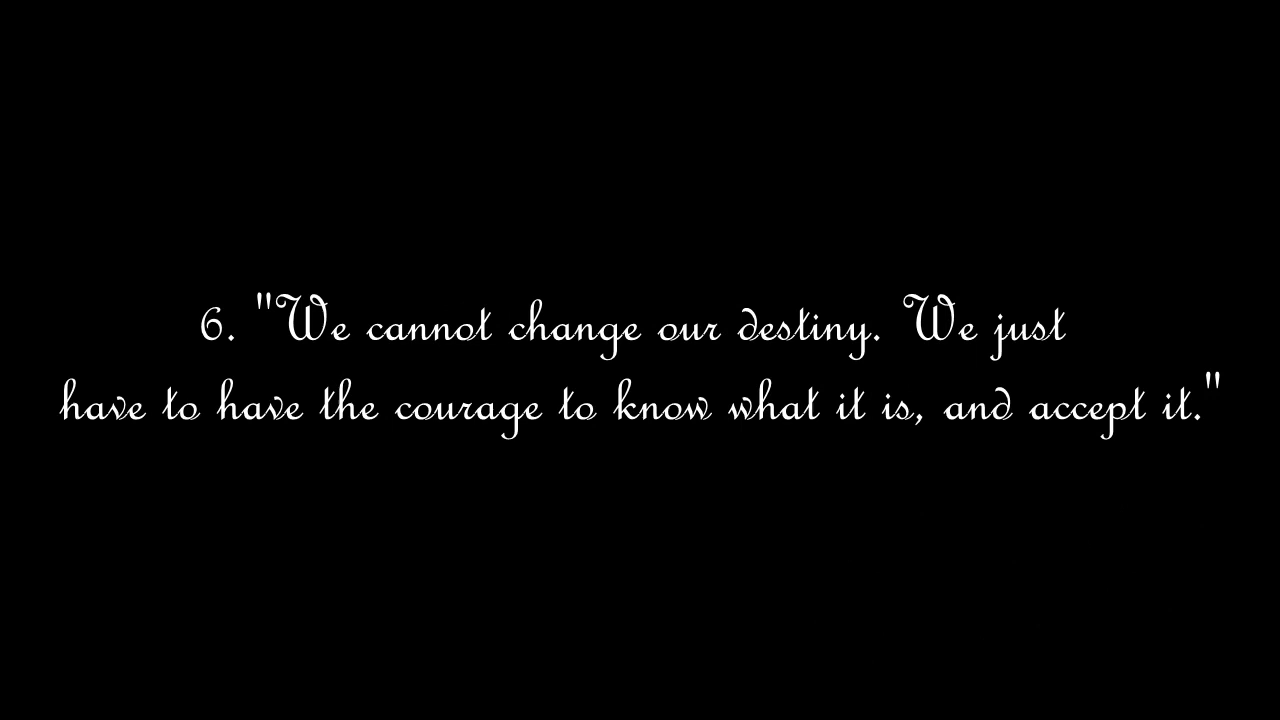 6. "We cannot change our destiny. We just
have to have the courage to know what it is, and accept it."